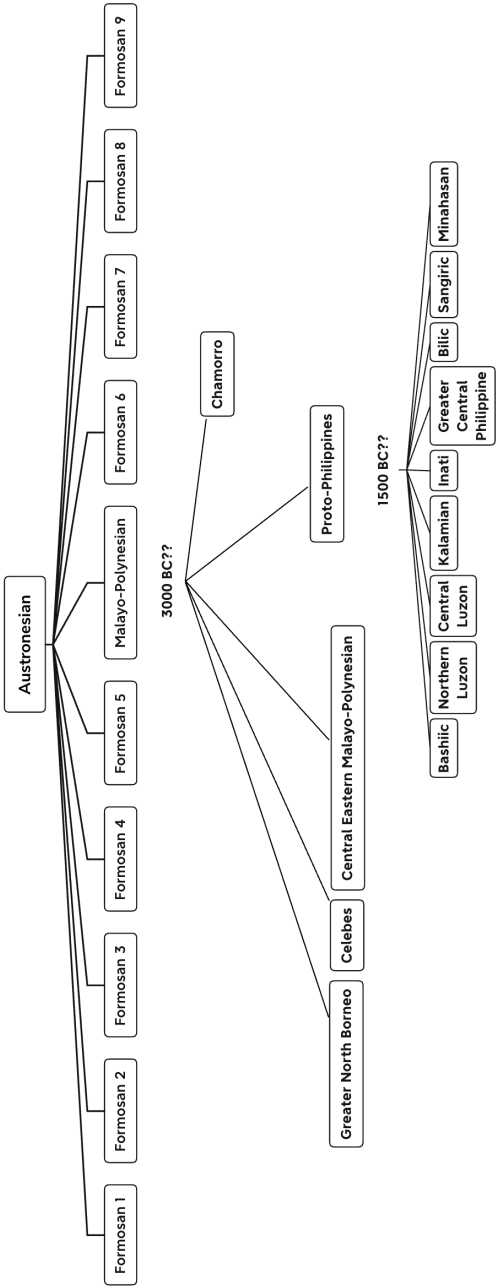 Austronesian
Formosan 1
Formosan 2
Formosan 3
Formosan 4
Formosan 5
Malayo-Polynesian
Formosan 6
Formosan 7
Formosan 8
Formosan 9
3000 BC??
Chamorro
Proto-Philippines
Greater North Borneo
Celebes
Central Eastern Malayo-Polynesian
1500 BC??
Bashiic
Northern
Luzon
Central
Luzon
Kalamian
Inati
Greater
Central
Philippine
Bilic
Sangiric
Minahasan